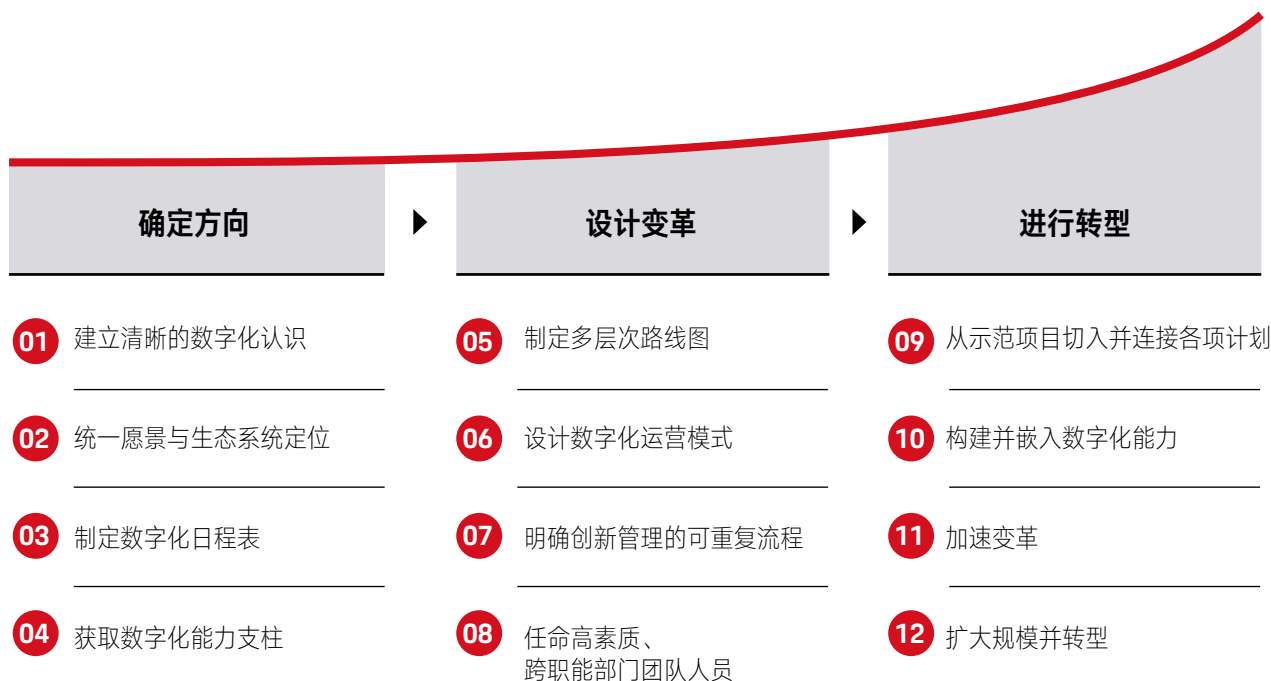 确定方向
01 建立清晰的数字化认识
02 统一愿景与生态系统定位
03 制定数字化日程表
04 获取数字化能力支柱
设计变革
05 制定多层次路线图
06 设计数字化运营模式
07 明确创新管理的可重复流程
08 任命高素质、
跨职能部门团队人员
进行转型
09 从示范项目切入并连接各项计划
10 构建并嵌入数字化能力
11 加速变革
12 扩大规模并转型